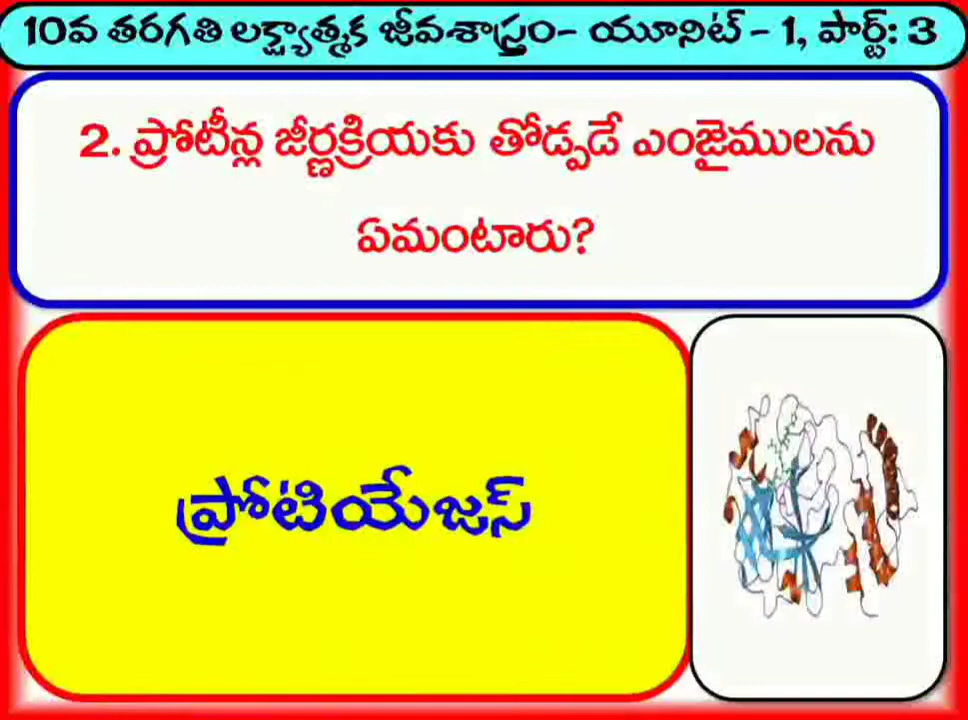 10వ తరగతి లక్ష్యాత్మక జీవశాస్త్రం- యూనిట్ - 1, పార్ట్: 3
2. ప్రోటీన్ల జీర్ణక్రియకు తోడ్పడే ఎంజైములను
ఏమంటారు?
ప్రోటియేజస్